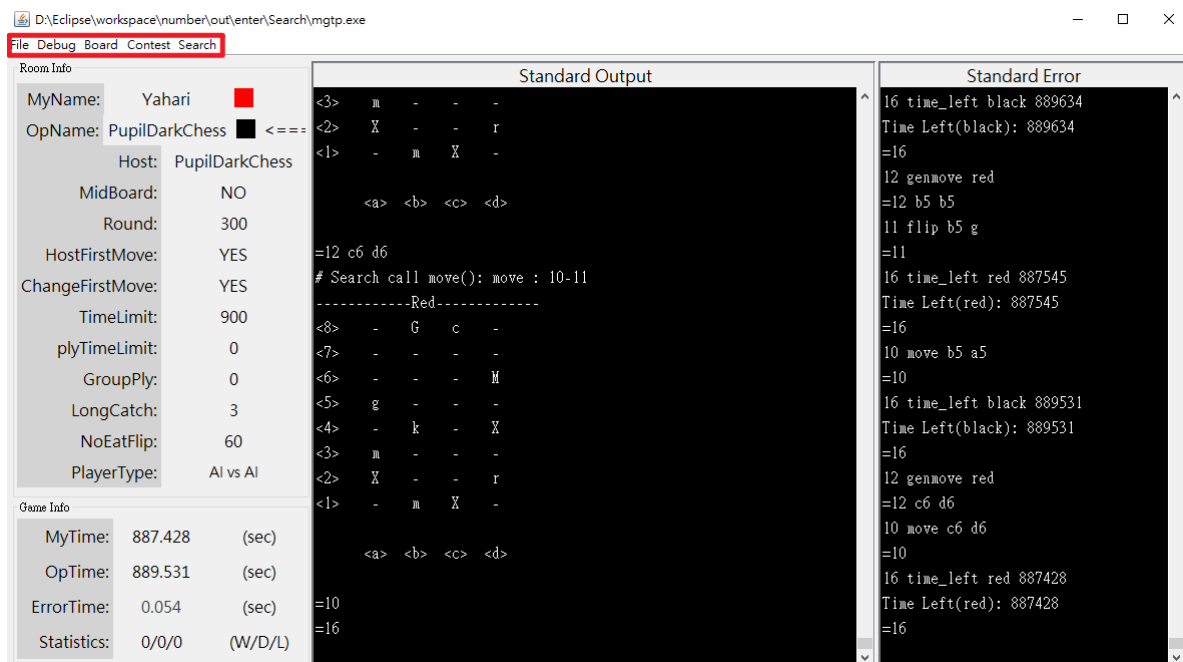 D:\Eclipse\workspace\number\out\enter\Search\mgtp.exe
File Debug Board Contest Search
Room Info
MyName: Yahari
OpName: PupilDarkChess <===
Host: PupilDarkChess
MidBoard: NO
Round: 300
HostFirstMove: YES
ChangeFirstMove: YES
TimeLimit: 900
plyTimeLimit: 0
GroupPly: 0
LongCatch: 3
NoEatFlip: 60
PlayerType: AI vs AI
Game Info
MyTime: 887.428 (sec)
OpTime: 889.531 (sec)
ErrorTime: 0.054 (sec)
Statistics: 0/0/0 (W/D/L)
Standard Output
<3> m - - -
<2> X - - r
<1> - m X -
<a> <b> <c> <d>
=12 c6 d6
# Search call move(): move : 10-11
------------Red-------------
<8> - G c -
<7> - - - -
<6> - - - M
<5> g - - -
<4> - k - X
<3> m - - -
<2> X - - r
<1> - m X -
<a> <b> <c> <d>
=10
=16
Standard Error
16 time_left black 889634
Time Left(black): 889634
=16
12 genmove red
=12 b5 b5
11 flip b5 g
=11
16 time_left red 887545
Time Left(red): 887545
=16
10 move b5 a5
=10
16 time_left black 889531
Time Left(black): 889531
=16
12 genmove red
=12 c6 d6
10 move c6 d6
=10
16 time_left red 887428
Time Left(red): 887428
=16